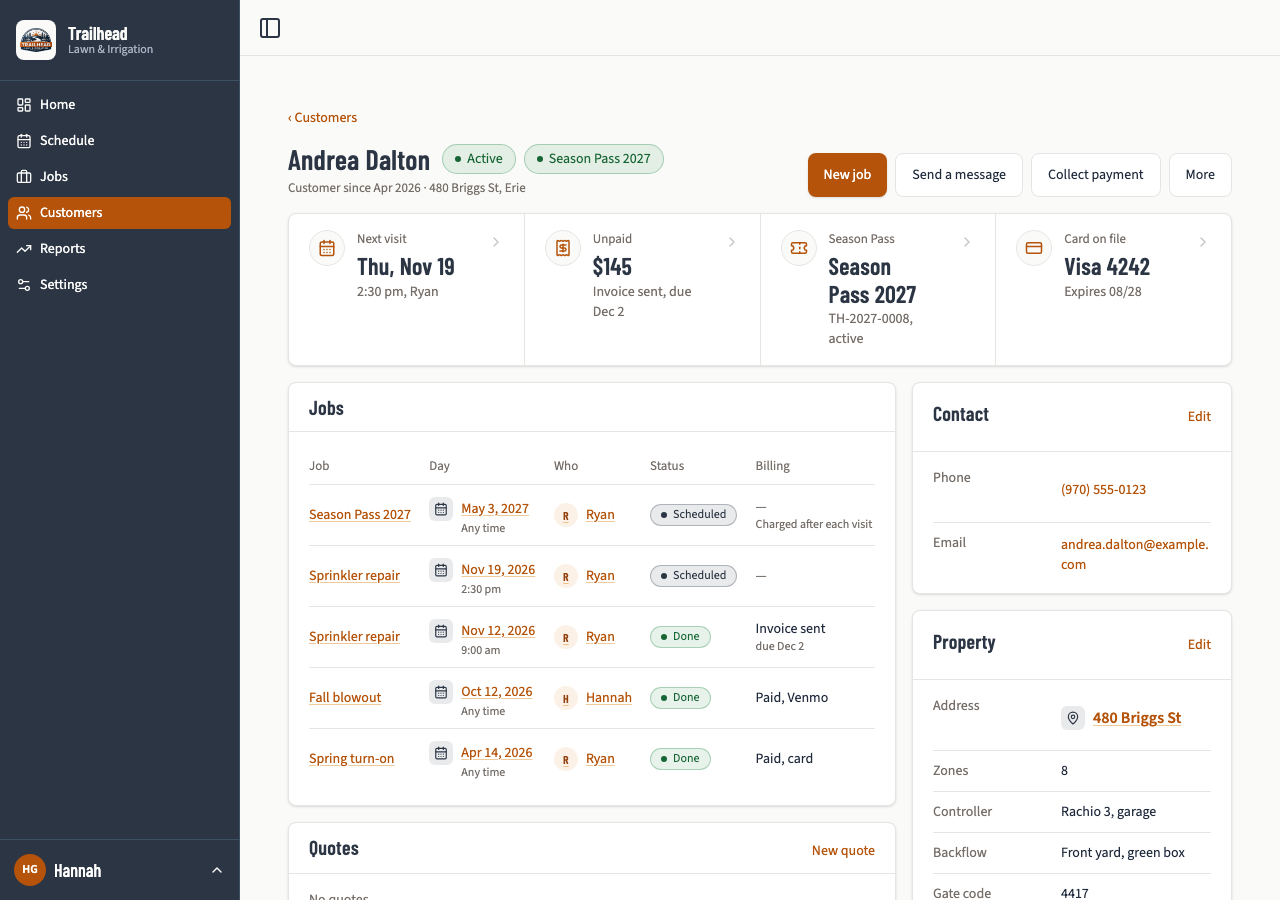 Trailhead
Lawn & Irrigation
TRAILHEAD
Home
Schedule
Jobs
Customers
Reports
Settings
HG
Hannah
‹ Customers
Andrea Dalton
Active
Season Pass 2027
Customer since Apr 2026 · 480 Briggs St, Erie
New job
Send a message
Collect payment
More
Next visit
Thu, Nov 19
2:30 pm, Ryan
Unpaid
$145
Invoice sent, due
Dec 2
Season Pass
Season
Pass 2027
TH-2027-0008,
active
Card on file
Visa 4242
Expires 08/28
Jobs
Job Day Who Status Billing
Season Pass 2027 May 3, 2027 R Ryan Scheduled —
Any time Charged after each visit
Sprinkler repair Nov 19, 2026 R Ryan Scheduled —
2:30 pm
Sprinkler repair Nov 12, 2026 R Ryan Done Invoice sent
9:00 am due Dec 2
Fall blowout Oct 12, 2026 H Hannah Done Paid, Venmo
Any time
Spring turn-on Apr 14, 2026 R Ryan Done Paid, card
Any time
Quotes
New quote
No quotes
Contact
Edit
Phone
(970) 555-0123
Email
andrea.dalton@example.
com
Property
Edit
Address
480 Briggs St
Zones 8
Controller Rachio 3, garage
Backflow Front yard, green box
Gate code 4417